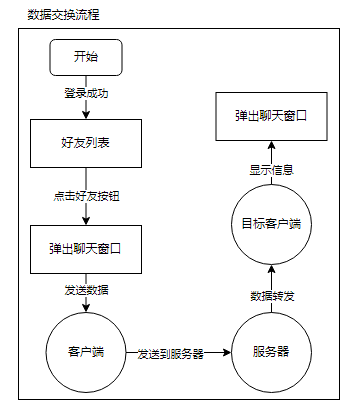 数据交换流程
开始
登录成功
好友列表
点击好友按钮
弹出聊天窗口
发送数据
客户端
发送到服务器
服务器
数据转发
目标客户端
显示信息
弹出聊天窗口